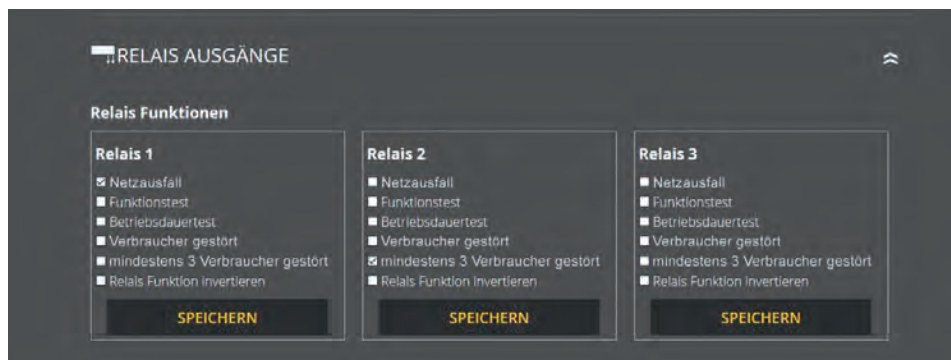 RELAIS AUSGÄNGE
Relais Funktionen
Relais 1
Netzausfall
Funktionstest
Betriebsdauertest
Verbraucher gestört
mindestens 3 Verbraucher gestört
Relais Funktion invertieren
SPEICHERN
Relais 2
Netzausfall
Funktionstest
Betriebsdauertest
Verbraucher gestört
mindestens 3 Verbraucher gestört
Relais Funktion invertieren
SPEICHERN
Relais 3
Netzausfall
Funktionstest
Betriebsdauertest
Verbraucher gestört
mindestens 3 Verbraucher gestört
Relais Funktion invertieren
SPEICHERN